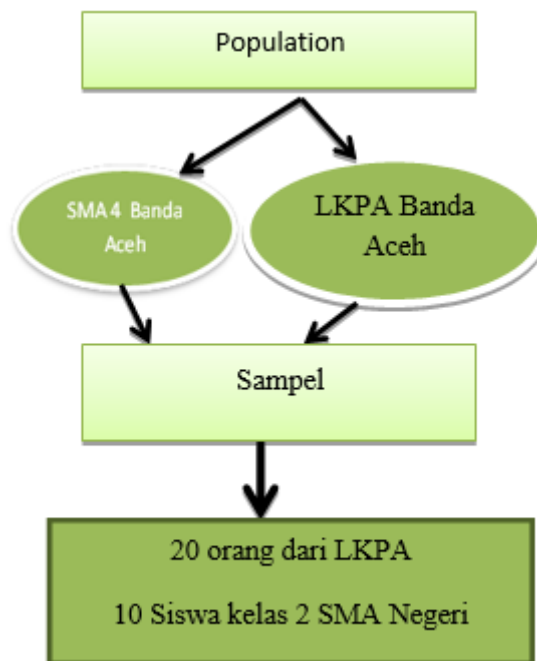 Population
SMA 4 Banda
Aceh
LKPA Banda
Aceh
Sampel
20 orang dari LKPA
10 Siswa kelas 2 SMA Negeri